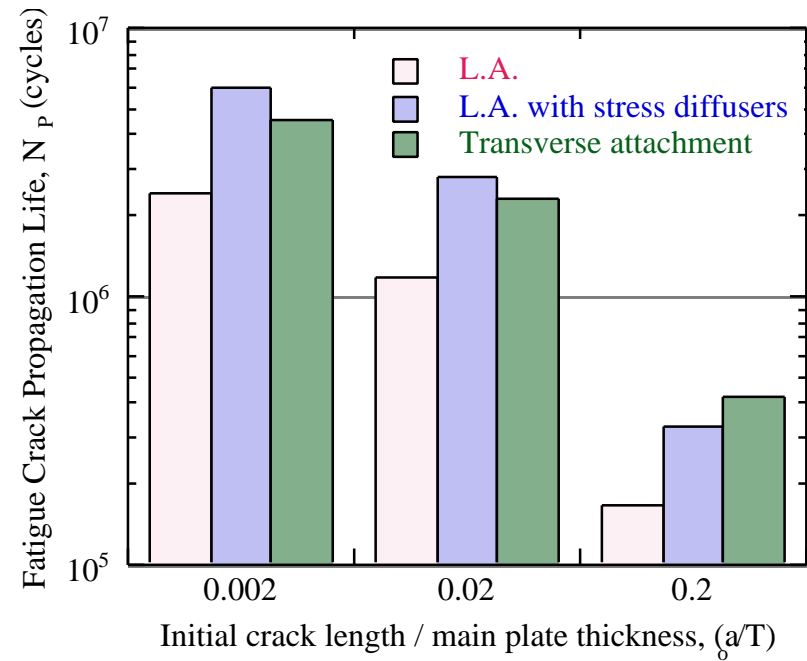 10^7
10^6
10^5
Fatigue Crack Propagation Life, N_P (cycles)
L.A.
L.A. with stress diffusers
Transverse attachment
0.002 0.02 0.2
Initial crack length / main plate thickness, (a_o/T)